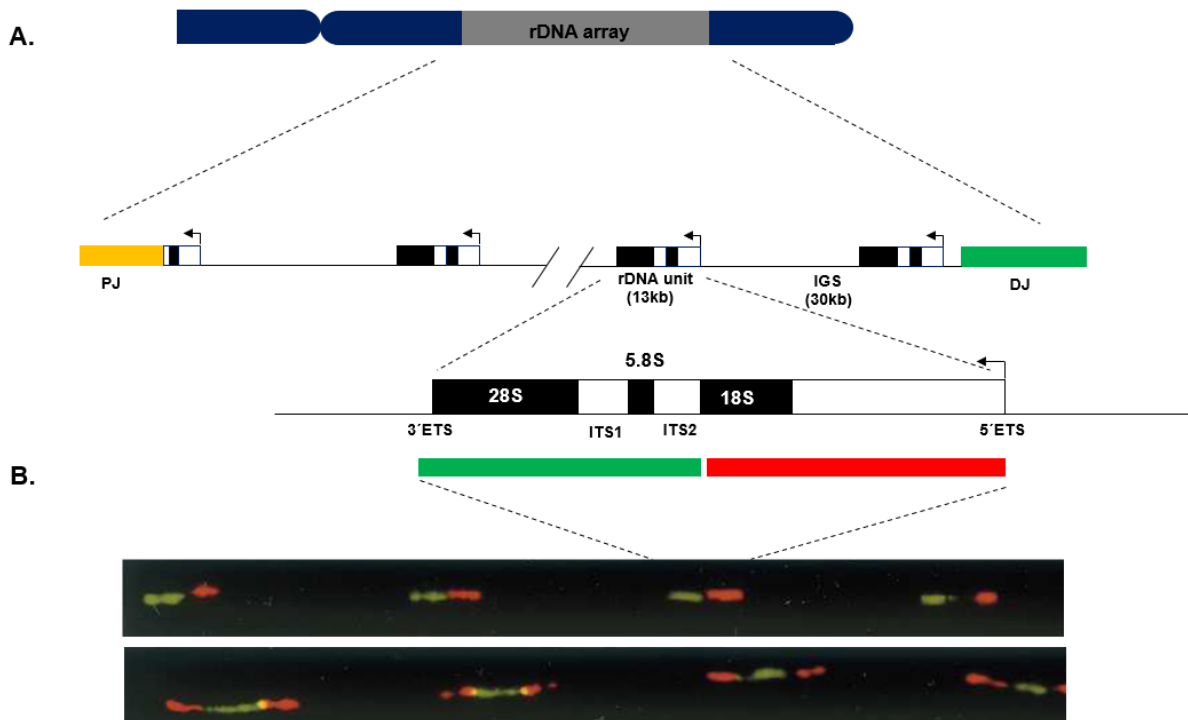 A.
rDNA array
PJ
rDNA unit
(13kb)
IGS
(30kb)
DJ
5.8S
28S
18S
3´ETS
ITS1
ITS2
5´ETS
B.